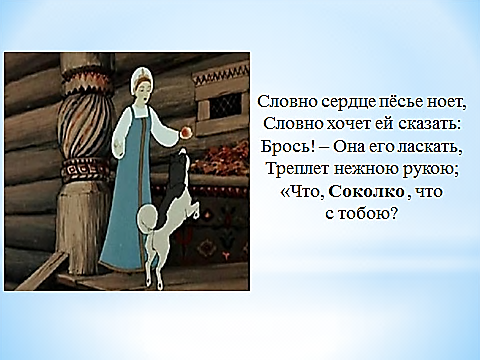 Словно сердце пёсье ноет,
Словно хочет ей сказать:
Брось! – Она его ласкать,
Треплет нежною рукою;
«Что, Соколко, что
с тобою?